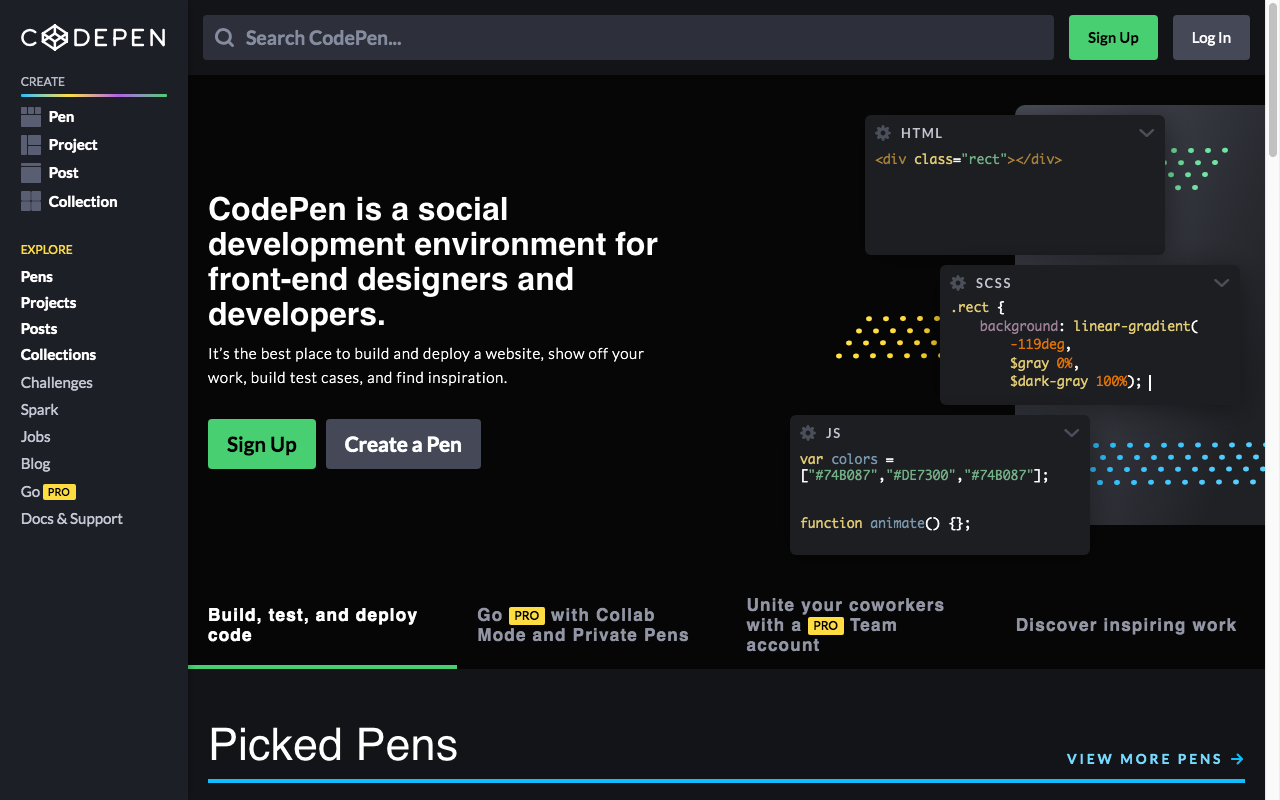 CODEPEN
CREATE
Pen
Project
Post
Collection
EXPLORE
Pens
Projects
Posts
Collections
Challenges
Spark
Jobs
Blog
Go PRO
Docs & Support
Search CodePen...
Sign Up
Log In
CodePen is a social
development environment for
front-end designers and
developers.
It’s the best place to build and deploy a website, show off your
work, build test cases, and find inspiration.
Sign Up
Create a Pen
HTML
<div class="rect"></div>
SCSS
.rect {
background: linear-gradient(
-119deg,
$gray 0%,
$dark-gray 100%);
JS
var colors =
["#74B087","#DE7300","#74B087"];
function animate() {};
Build, test, and deploy
code
Go PRO with Collab
Mode and Private Pens
Unite your coworkers
with a PRO Team
account
Discover inspiring work
Picked Pens
VIEW MORE PENS →